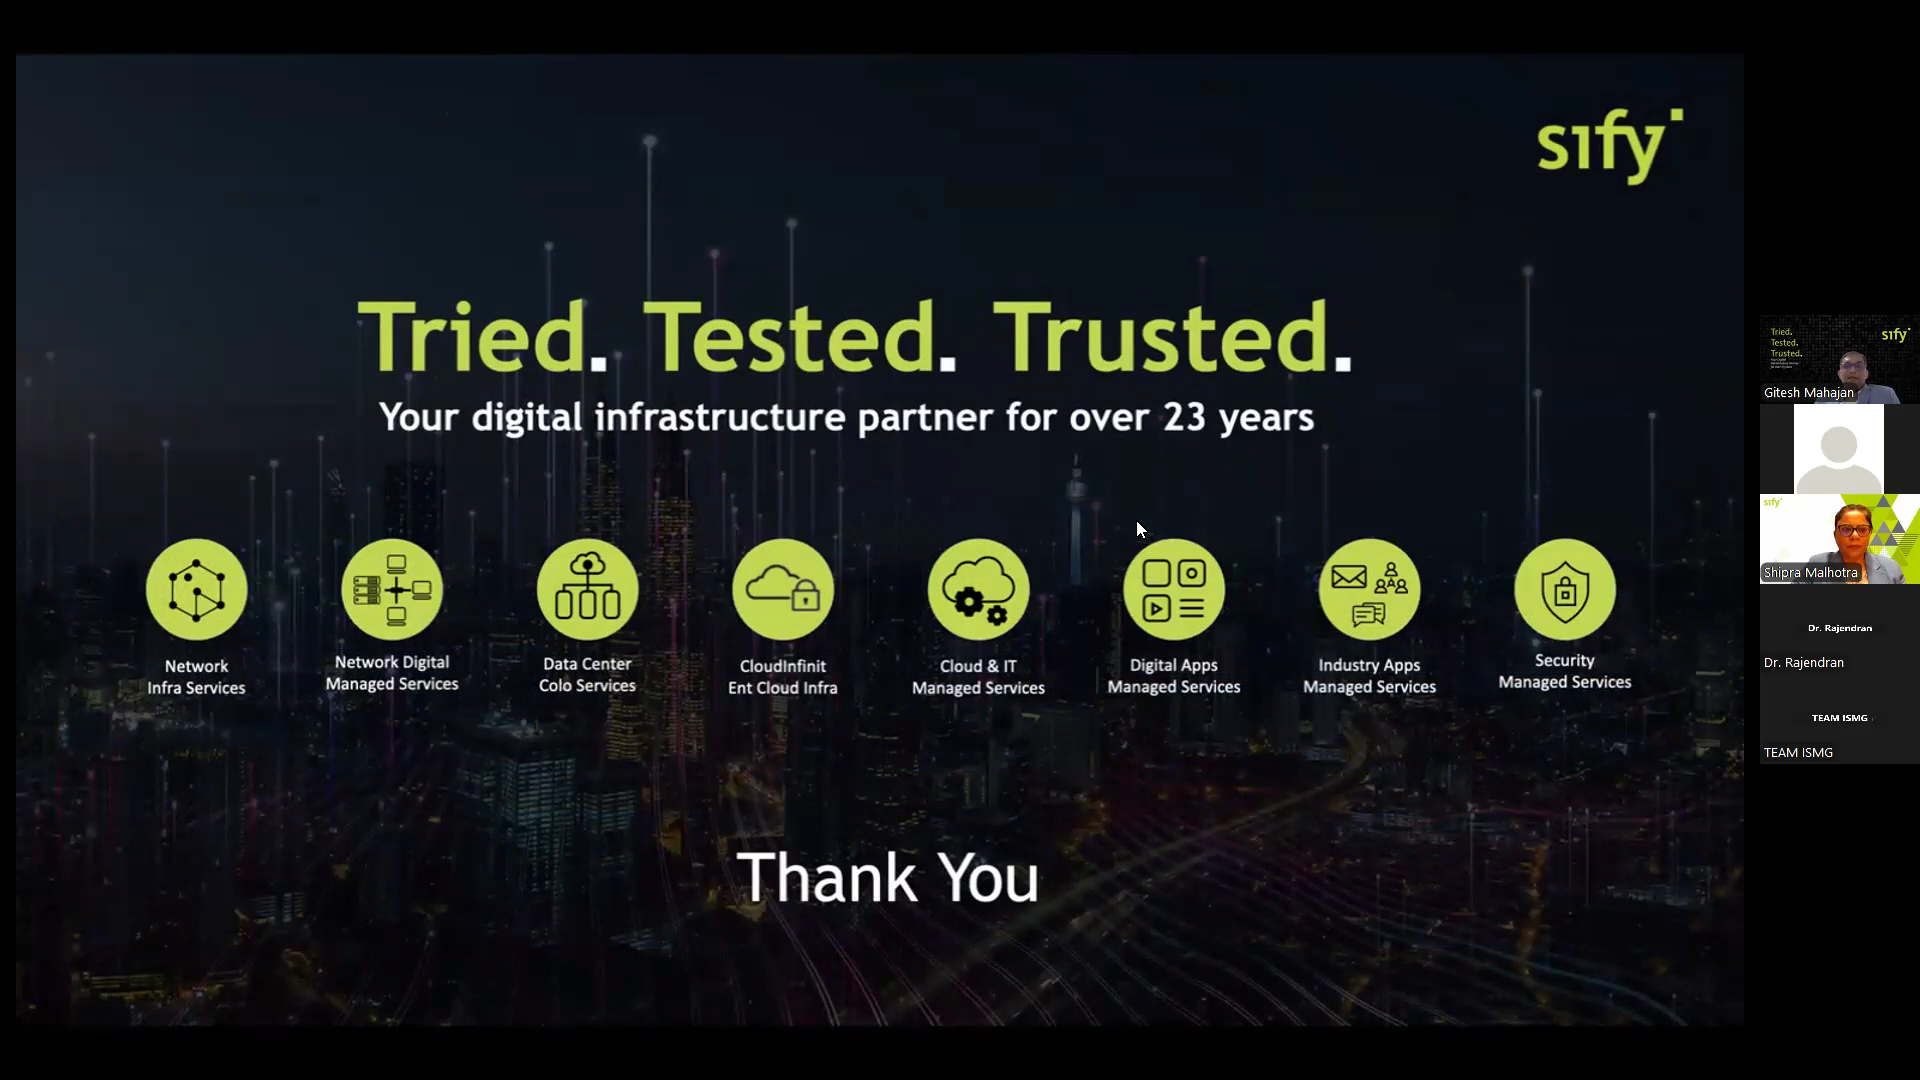 sify
Tried. Tested. Trusted.
Your digital infrastructure partner for over 23 years
Network
Infra Services
Network Digital
Managed Services
Data Center
Colo Services
CloudInfinit
Ent Cloud Infra
Cloud & IT
Managed Services
Digital Apps
Managed Services
Industry Apps
Managed Services
Security
Managed Services
Thank You
Tried.
Tested.
Trusted.
sify
Gitesh Mahajan
sify
Shipra Malhotra
Dr. Rajendran
Dr. Rajendran
TEAM ISMG
TEAM ISMG